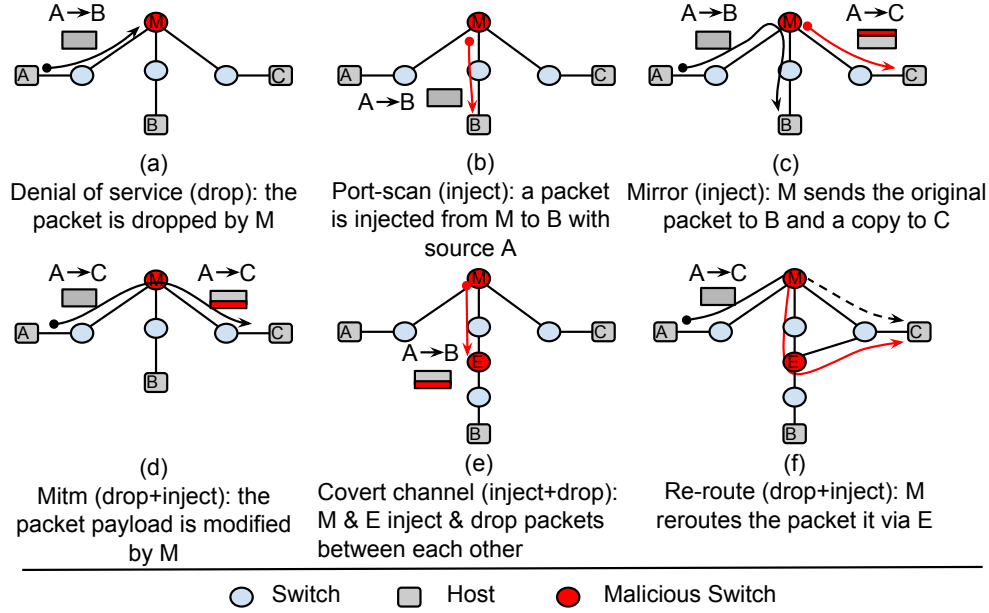 A→B
M
A
C
B
(a)
Denial of service (drop): the
packet is dropped by M
M
A
C
A→B
B
(b)
Port-scan (inject): a packet
is injected from M to B with
source A
A→B
M
A→C
A
C
B
(c)
Mirror (inject): M sends the original
packet to B and a copy to C
A→C
M
A→C
A
C
B
(d)
Mitm (drop+inject): the
packet payload is modified
by M
M
A
C
A→B
E
B
(e)
Covert channel (inject+drop):
M & E inject & drop packets
between each other
A→C
M
A
C
E
B
(f)
Re-route (drop+inject): M
reroutes the packet it via E
Switch
Host
Malicious Switch